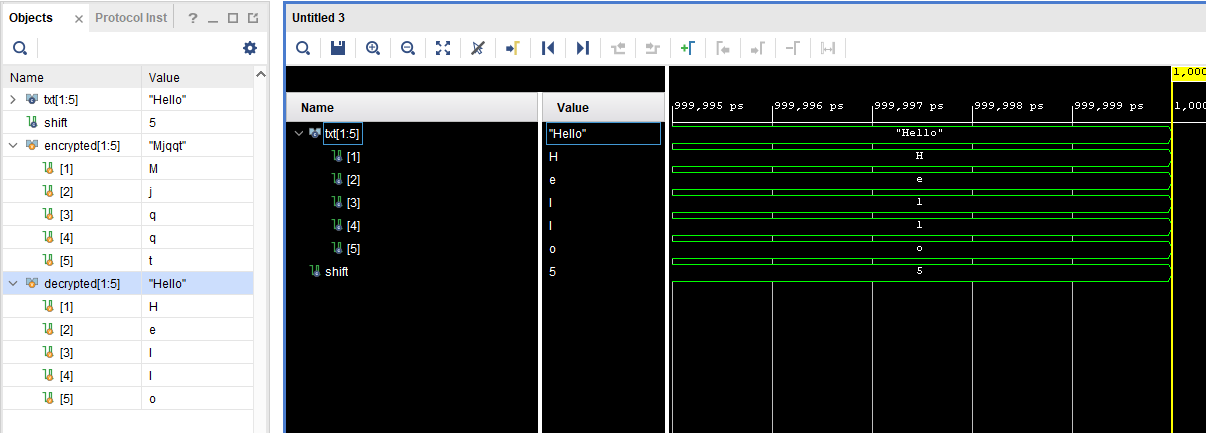 Objects × Protocol Inst ? Untitled 3
Name Value
txt[1:5] "Hello"
shift 5
encrypted[1:5] "Mjqqt"
[1] M
[2] j
[3] q
[4] q
[5] t
decrypted[1:5] "Hello"
[1] H
[2] e
[3] l
[4] l
[5] o
1,000
Name Value 999,995 ps 999,996 ps 999,997 ps 999,998 ps 999,999 ps 1,000
txt[1:5] "Hello" "Hello"
[1] H H
[2] e e
[3] l l
[4] l l
[5] o o
shift 5 5